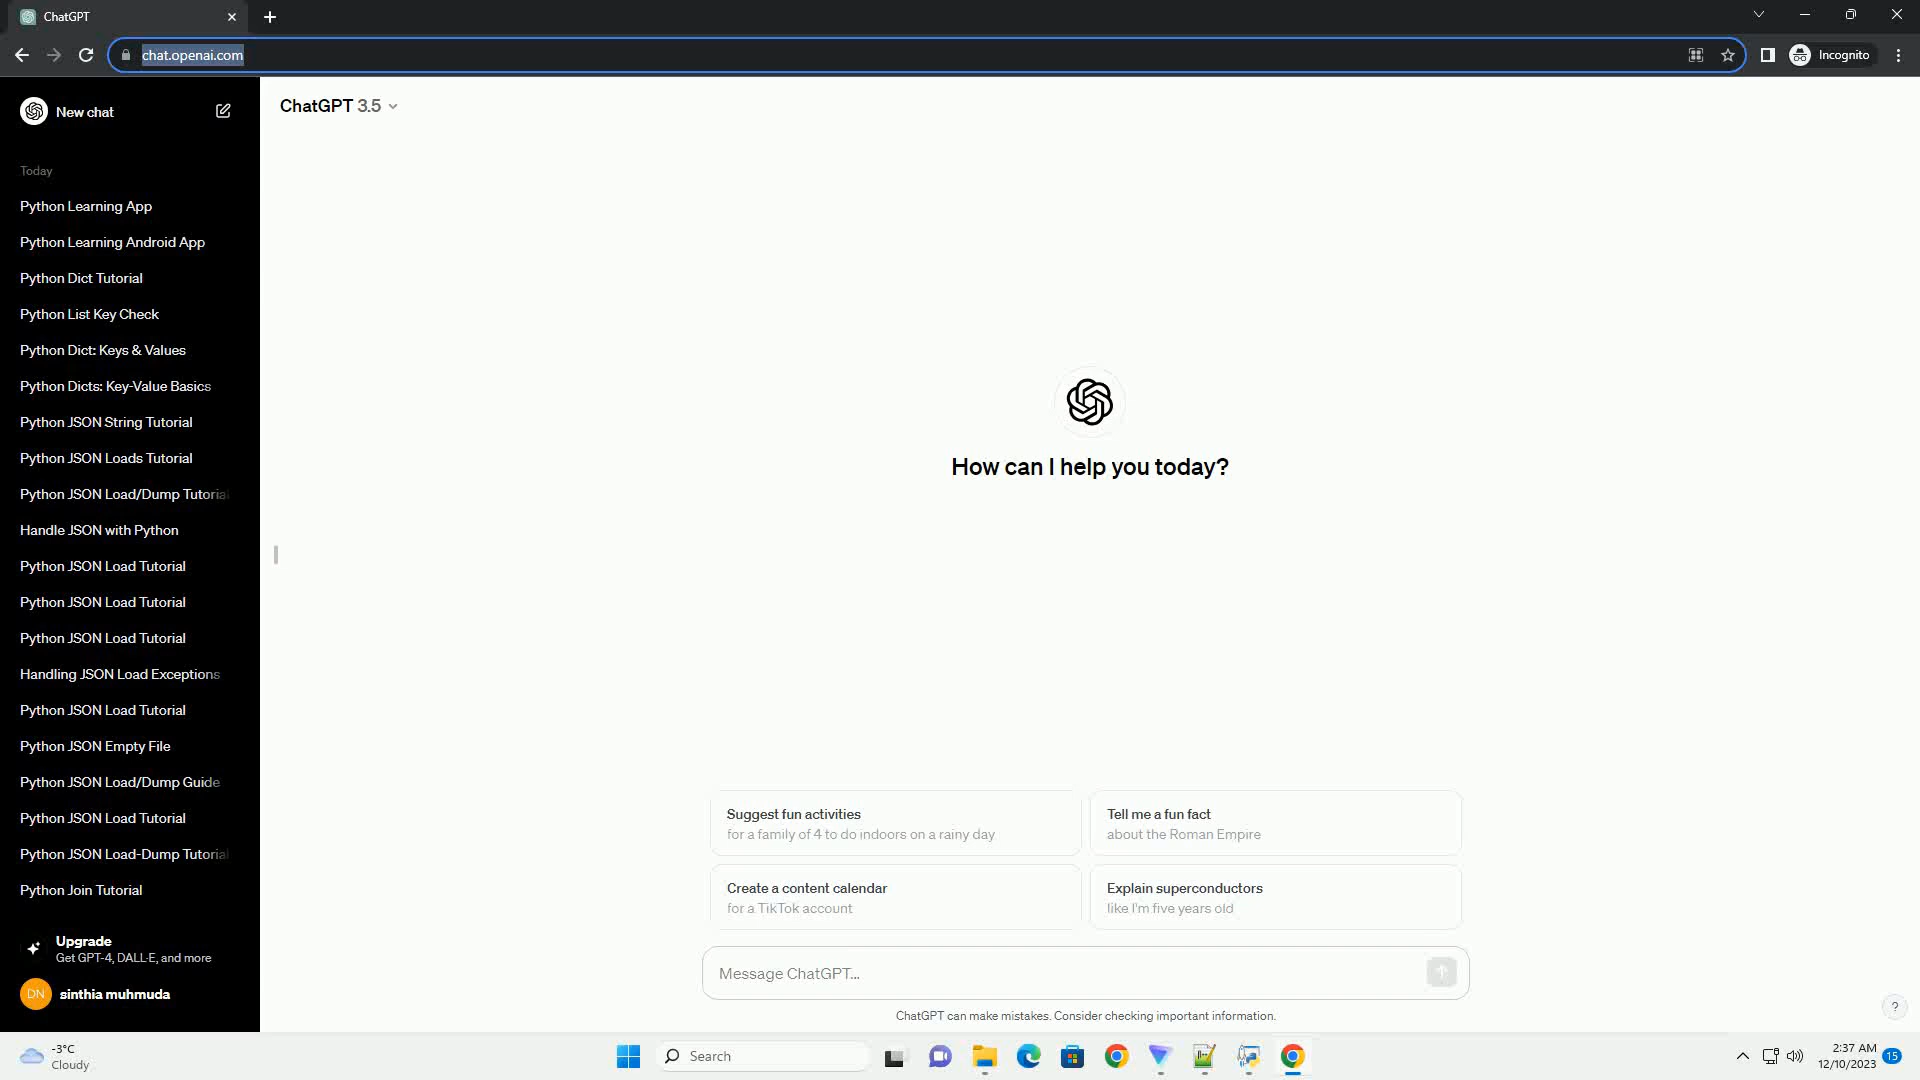 ChatGPT
chat.openai.com
Incognito
New chat
ChatGPT 3.5
Today
Python Learning App
Python Learning Android App
Python Dict Tutorial
Python List Key Check
Python Dict: Keys & Values
Python Dicts: Key-Value Basics
Python JSON String Tutorial
Python JSON Loads Tutorial
Python JSON Load/Dump Tutorial
Handle JSON with Python
Python JSON Load Tutorial
Python JSON Load Tutorial
Python JSON Load Tutorial
Handling JSON Load Exceptions
Python JSON Load Tutorial
Python JSON Empty File
Python JSON Load/Dump Guide
Python JSON Load Tutorial
Python JSON Load-Dump Tutorial
Python Join Tutorial
Upgrade
Get GPT-4, DALL·E, and more
DN
sinthia muhmuda
How can I help you today?
Suggest fun activities
for a family of 4 to do indoors on a rainy day
Tell me a fun fact
about the Roman Empire
Create a content calendar
for a TikTok account
Explain superconductors
like I'm five years old
Message ChatGPT...
ChatGPT can make mistakes. Consider checking important information.
?
-3°C
Cloudy
Search
2:37 AM
12/10/2023
15